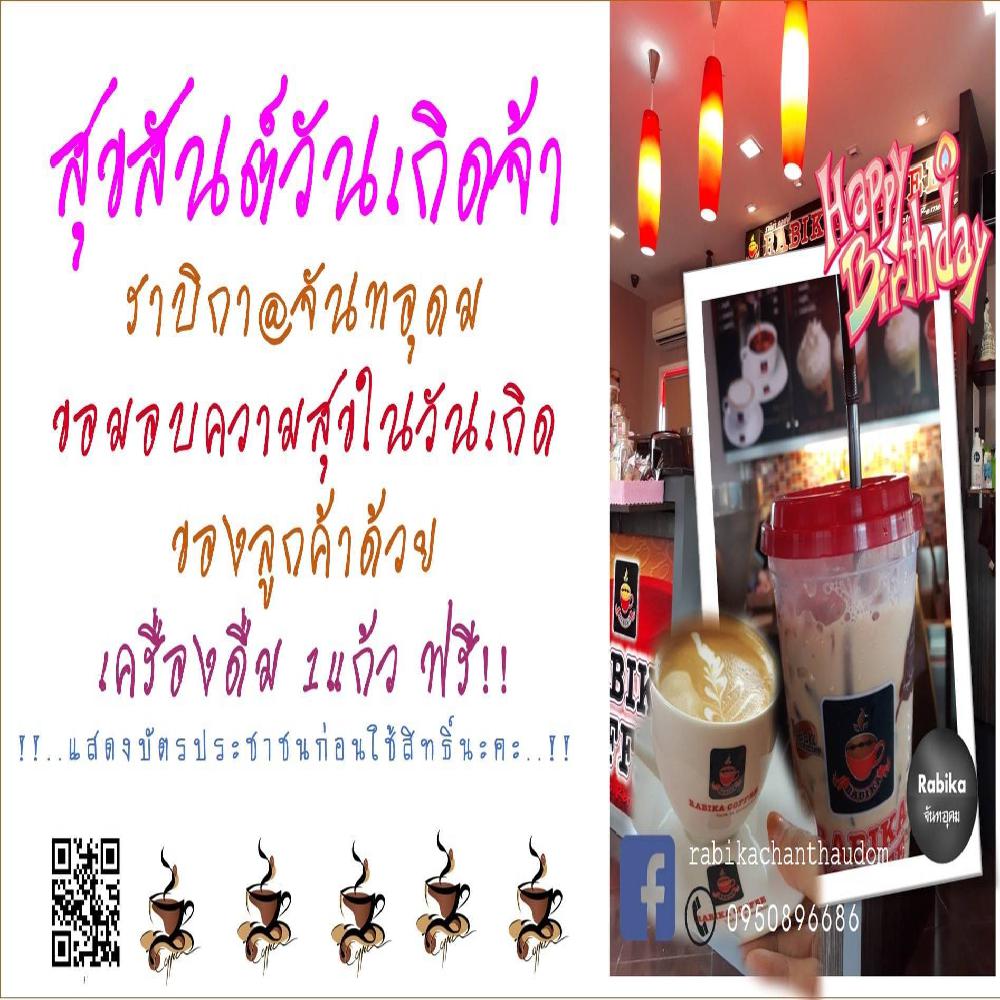 สุขสันต์วันเกิดจ้า
ราบิกา@จันทอุดม
ขอมอบความสุขในวันเกิด
ของลูกค้าด้วย
เครื่องดื่ม 1แก้ว ฟรี!!
!!..แสดงบัตรประชาชนก่อนใช้สิทธิ์นะคะ..!!
Happy
Birthday
RABIKA COFFEE
RABIKA
Rabika
จันทอุดม
rabikachanthaudom
0950896686